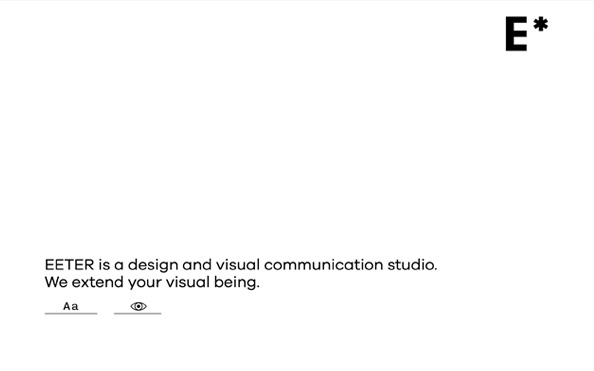 E*
EETER is a design and visual communication studio.
We extend your visual being.
Aa